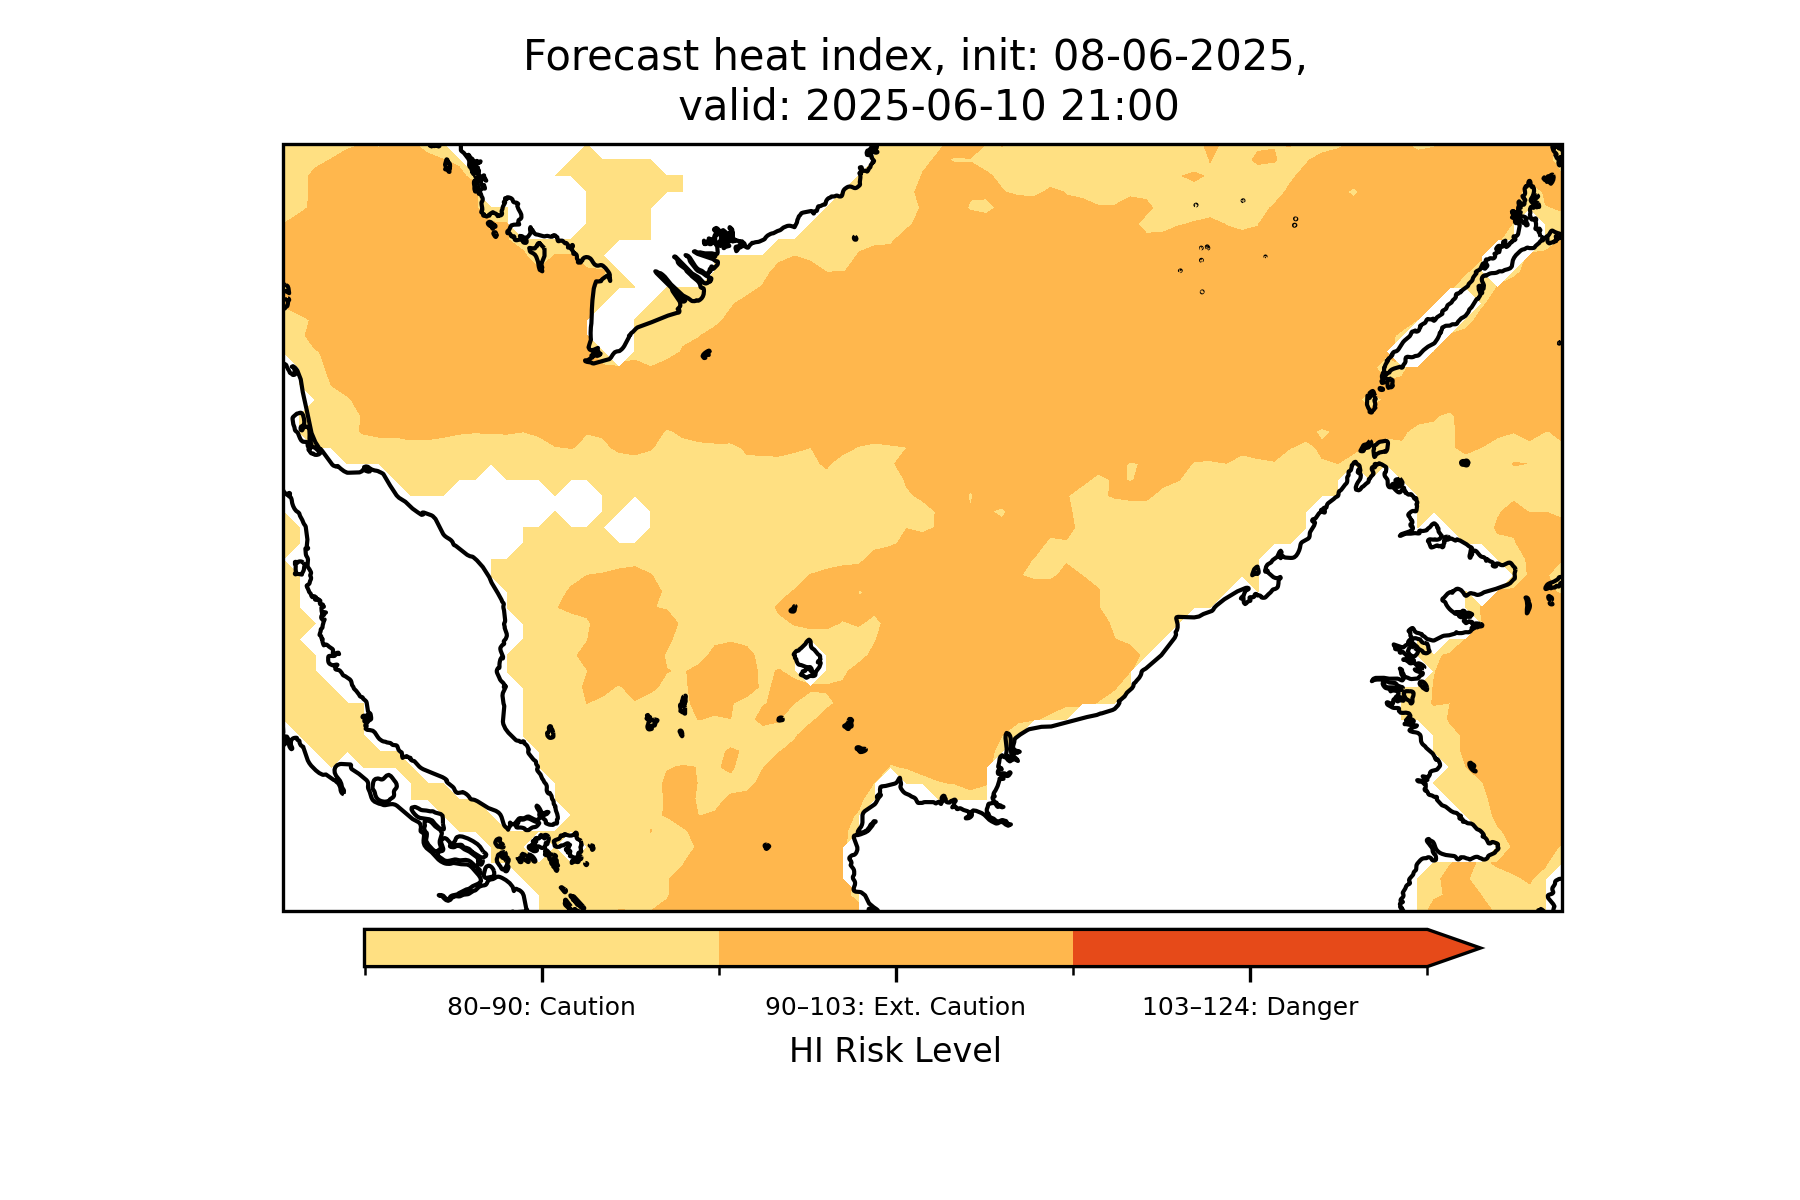 Forecast heat index, init: 08-06-2025,
valid: 2025-06-10 21:00
80–90: Caution
90–103: Ext. Caution
103–124: Danger
HI Risk Level